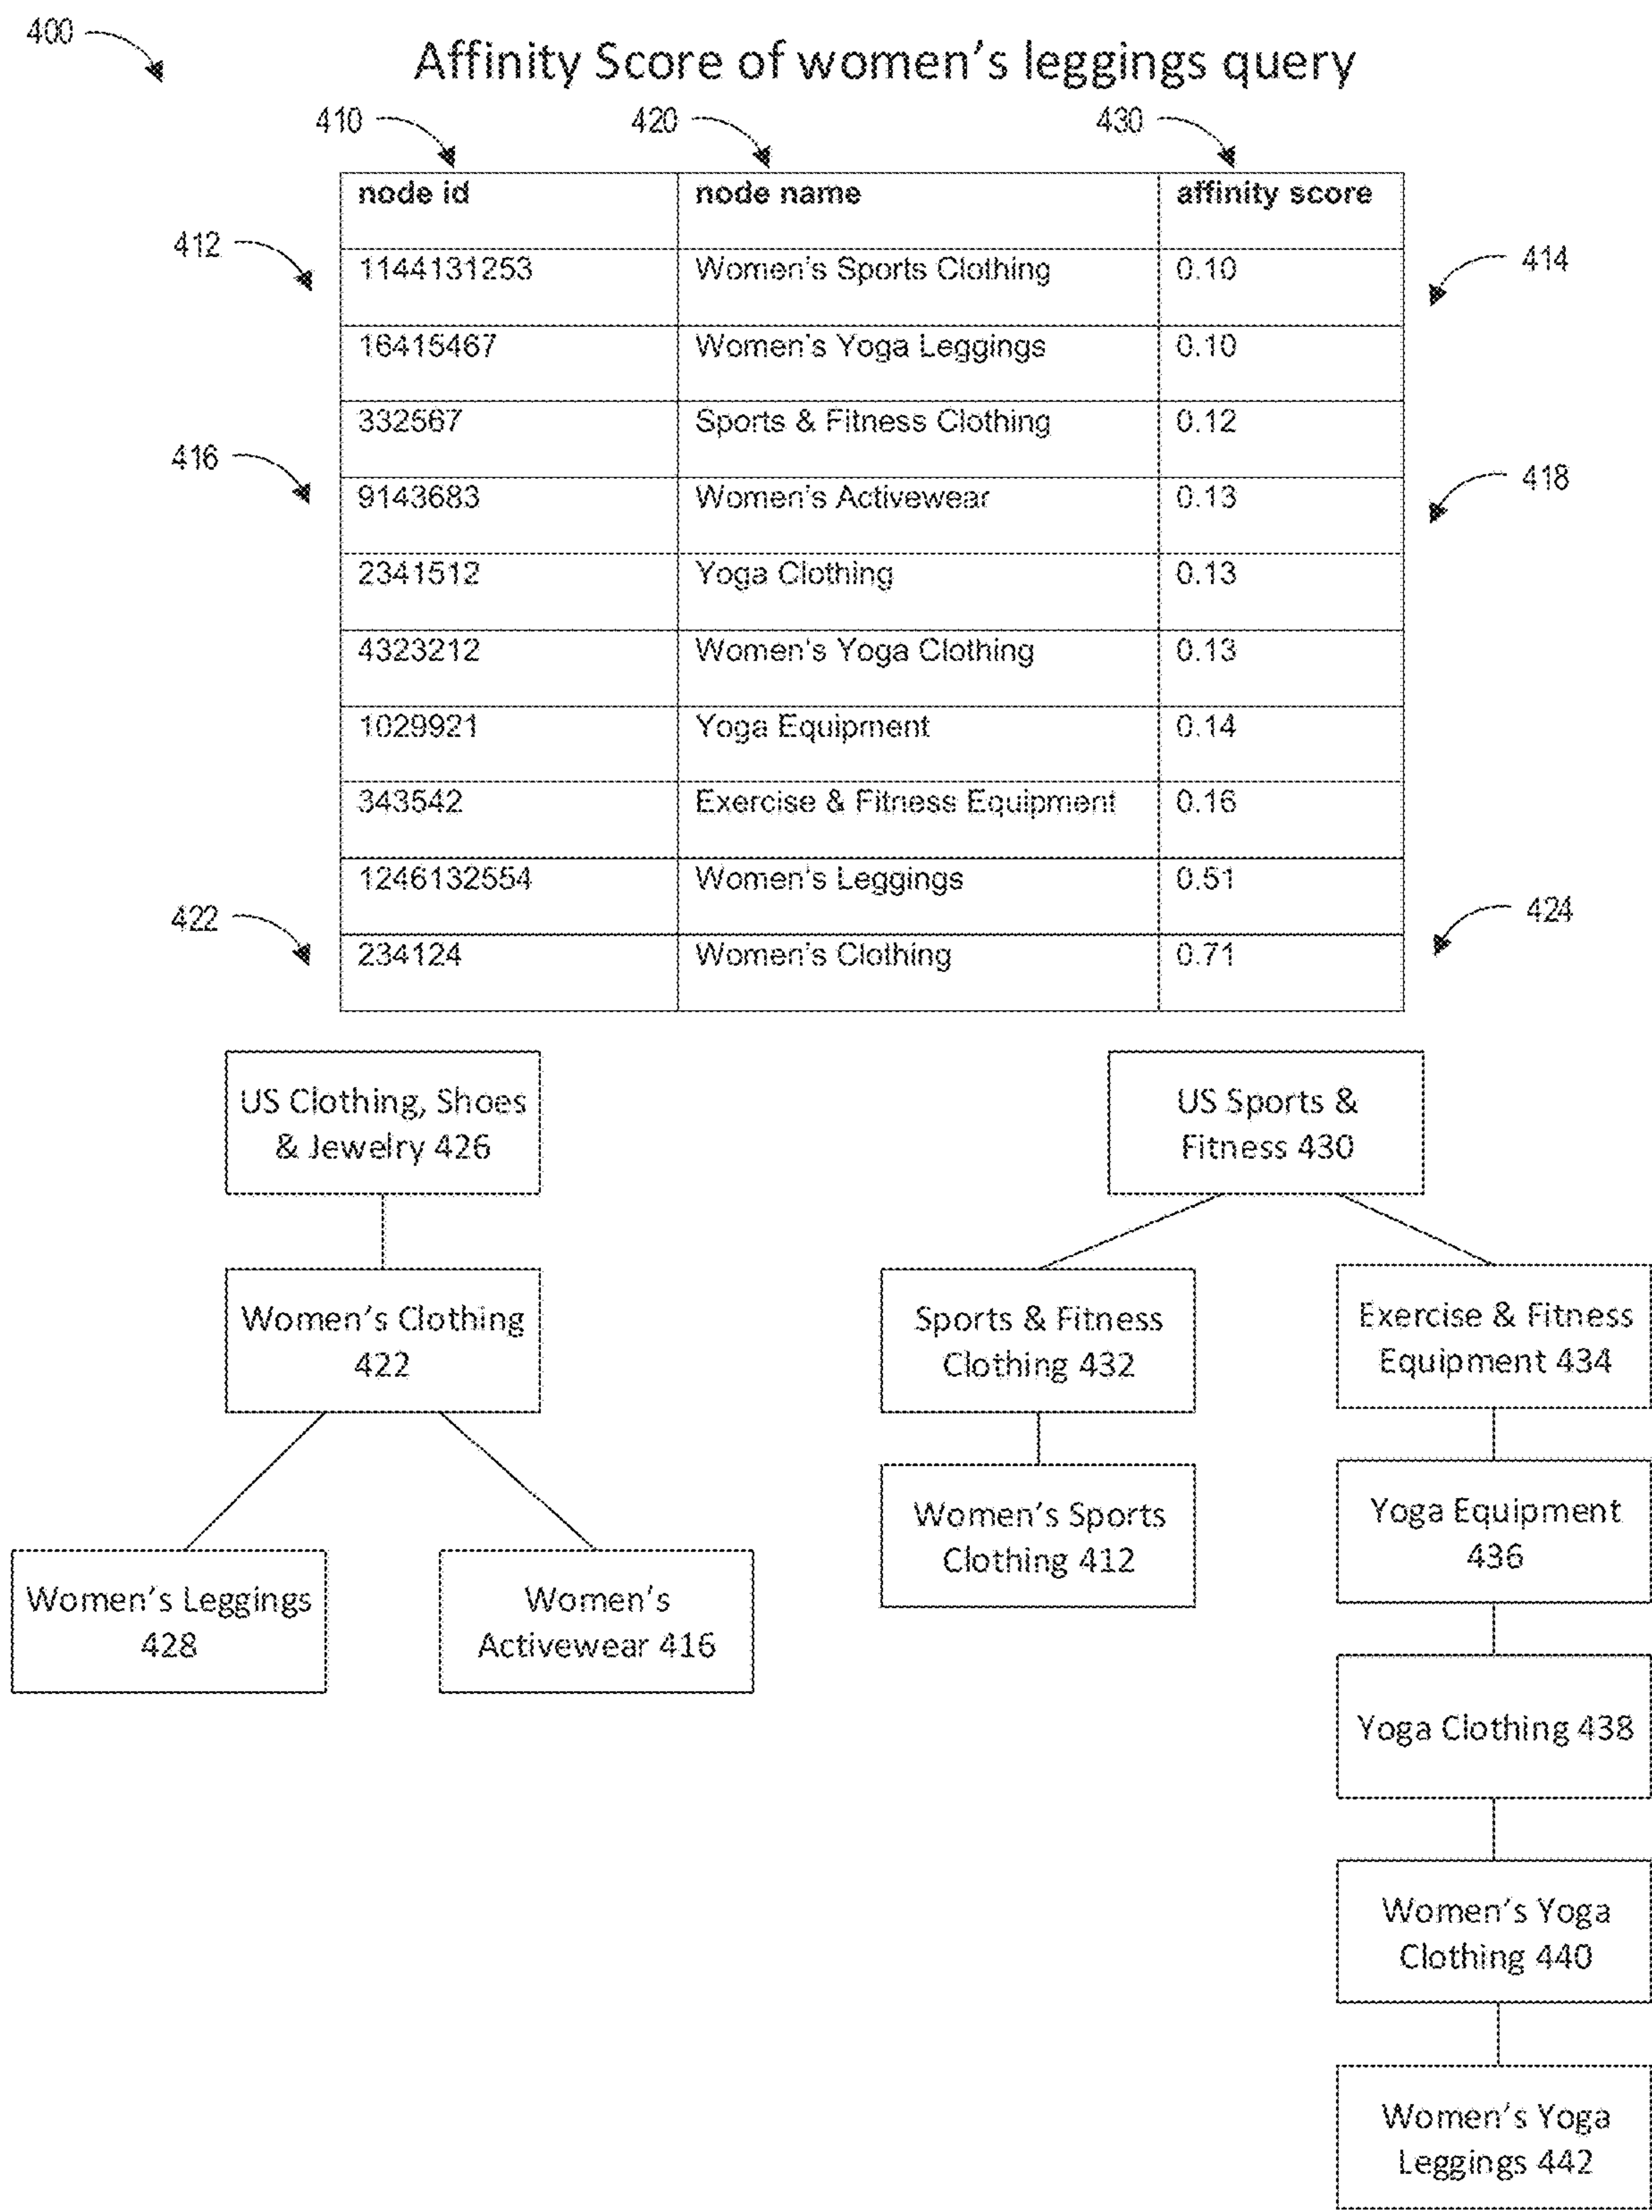 400
Affinity Score of women's leggings query
410 420 430
node id node name affinity score
412
1144131253 Women's Sports Clothing 0.10
414
16415467 Women's Yoga Leggings 0.10
332567 Sports & Fitness Clothing 0.12
416
9143683 Women's Activewear 0.13
418
2341512 Yoga Clothing 0.13
4323212 Women's Yoga Clothing 0.13
1029921 Yoga Equipment 0.14
343542 Exercise & Fitness Equipment 0.16
1246132554 Women's Leggings 0.51
422
234124 Women's Clothing 0.71
424
US Clothing, Shoes
& Jewelry 426
US Sports &
Fitness 430
Women's Clothing
422
Sports & Fitness
Clothing 432
Exercise & Fitness
Equipment 434
Women's Leggings
428
Women's
Activewear 416
Women's Sports
Clothing 412
Yoga Equipment
436
Yoga Clothing 438
Women's Yoga
Clothing 440
Women's Yoga
Leggings 442